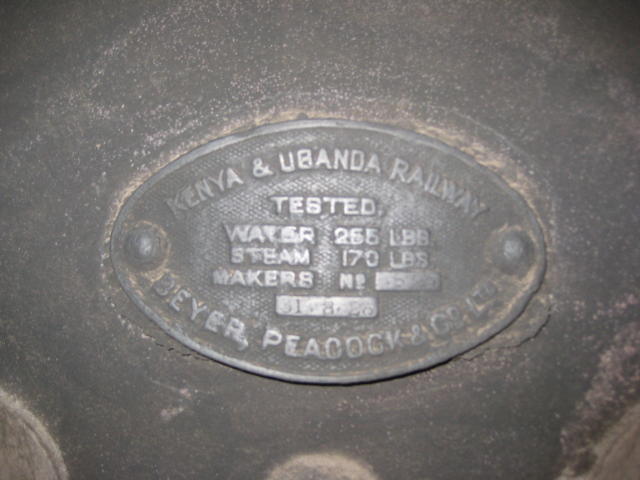 KENYA & UGANDA RAILWAY
TESTED.
WATER 255 LBS.
STEAM 170 LBS.
MAKERS Nº
BEYER, PEACOCK & CO. LTD